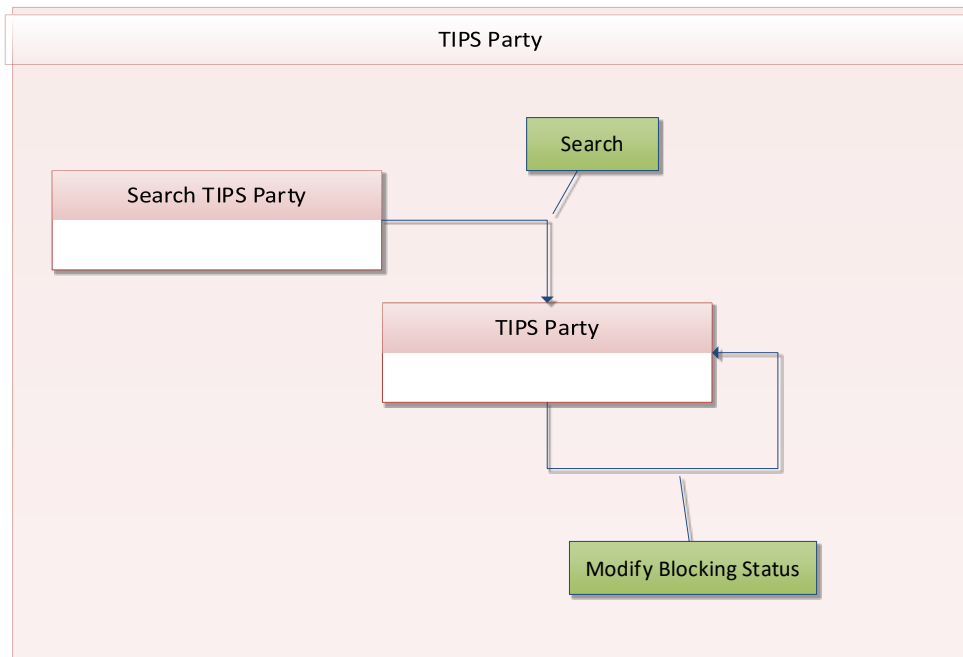 TIPS Party
Search
Search TIPS Party
TIPS Party
Modify Blocking Status